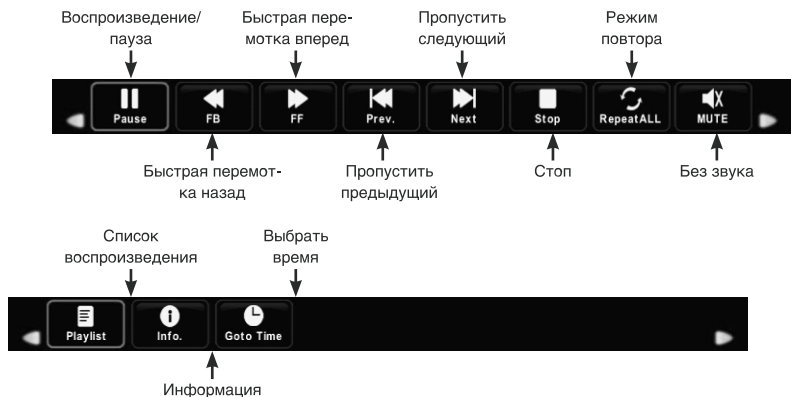 Воспроизведение/
пауза
Быстрая пере-
мотка вперед
Пропустить
следующий
Режим
повтора
Pause
FB
FF
Prev.
Next
Stop
RepeatALL
MUTE
Быстрая перемот-
ка назад
Пропустить
предыдущий
Стоп
Без звука
Список
воспроизведения
Выбрать
время
Playlist
Info.
Goto Time
Информация